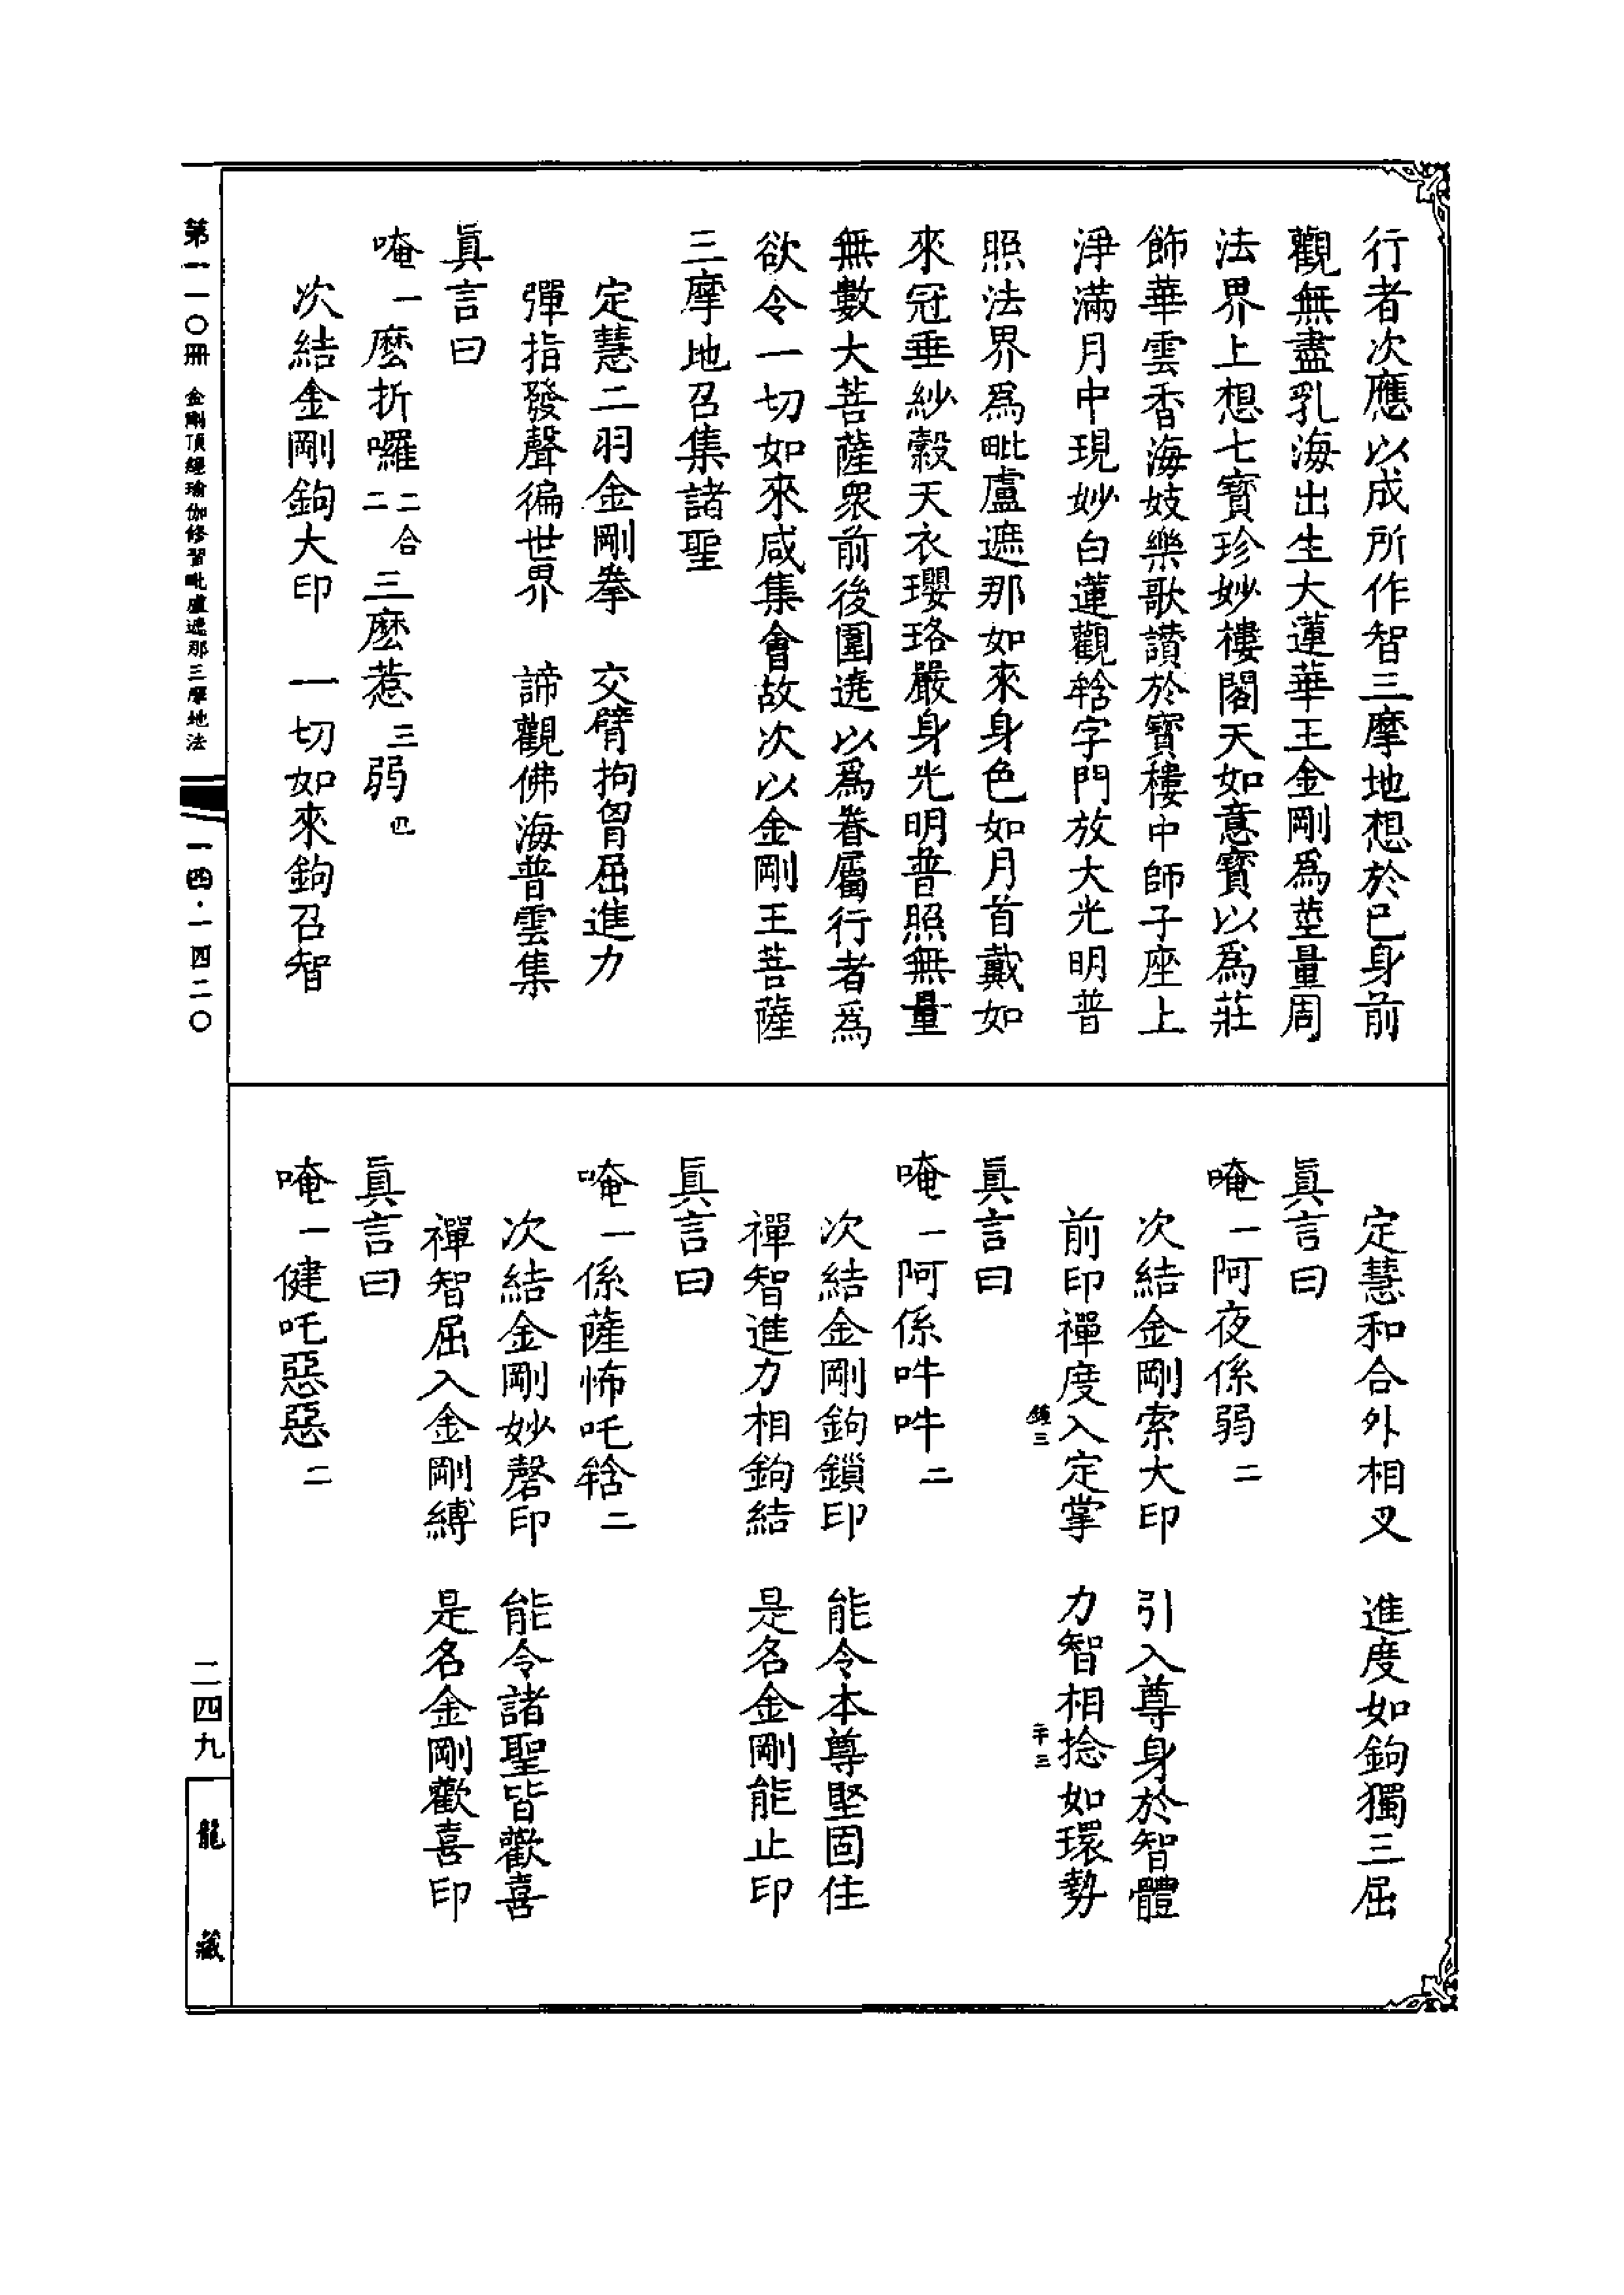 行者次應以成所作智三摩地想於已身前
觀無盡乳海出生大蓮華王金剛爲莖量周
法界上想七寶珍妙樓閣天如意寶以爲莊
飾華雲香海妓樂歌讚於寶樓中師子座上
淨滿月中現妙白蓮觀䭾字門放大光明普
照法界爲毗盧遮那如來身色如月首戴如
來冠垂紗縠天衣瓔珞嚴身光明普照無量
無數大菩薩衆前後圍遶以爲眷屬行者爲
欲令一切如來咸集會故次以金剛王菩薩
三摩地召集諸聖
定慧二羽金剛拳　交臂拘胷屈進力
彈指發聲徧世界　諦觀佛海普雲集
眞言曰
唵一麼折囉二合二三麼惹三弱四
次結金剛鉤大印　一切如來鉤召智
定慧和合外相叉　進度如鉤獨三屈
眞言曰
唵一阿夜係弱二
次結金剛索大印　引入尊身於智體
前印禪度入定掌　力智相捻如環勢
鍾三
二十三
眞言曰
唵一阿係吽吽二
次結金剛鉤鎖印　能令本尊堅固住
禪智進力相鉤結　是名金剛能止印
眞言曰
唵一係薩怖吒䭾二
次結金剛妙磬印　能令諸聖皆歡喜
禪智屈入金剛縛　是名金剛歡喜印
眞言曰
唵一健吒惡惡二
第一一〇冊　金剛頂經瑜伽修習毗盧遮那三摩地法
一四·一四二〇
二四九
龍藏